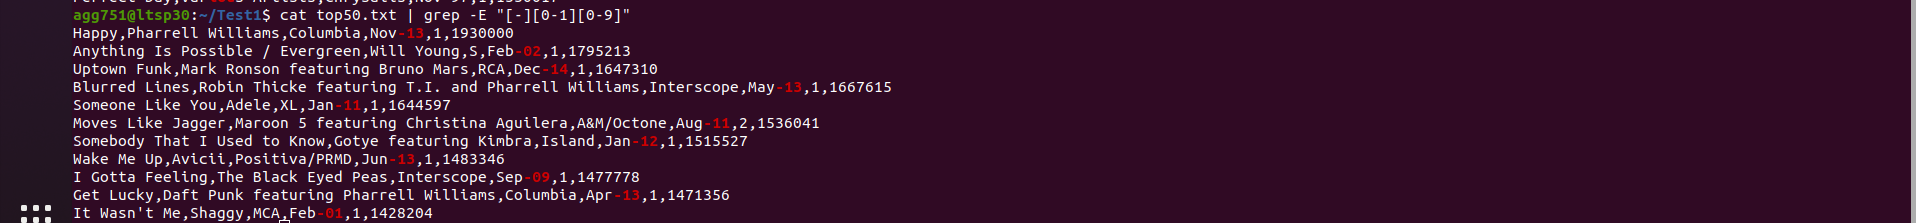 agg751@ltsp30:~/Test1$ cat top50.txt | grep -E "[-][0-1][0-9]"
Happy,Pharrell Williams,Columbia,Nov-13,1,1930000
Anything Is Possible / Evergreen,Will Young,S,Feb-02,1,1795213
Uptown Funk,Mark Ronson featuring Bruno Mars,RCA,Dec-14,1,1647310
Blurred Lines,Robin Thicke featuring T.I. and Pharrell Williams,Interscope,May-13,1,1667615
Someone Like You,Adele,XL,Jan-11,1,1644597
Moves Like Jagger,Maroon 5 featuring Christina Aguilera,A&M/Octone,Aug-11,2,1536041
Somebody That I Used to Know,Gotye featuring Kimbra,Island,Jan-12,1,1515527
Wake Me Up,Avicii,Positiva/PRMD,Jun-13,1,1483346
I Gotta Feeling,The Black Eyed Peas,Interscope,Sep-09,1,1477778
Get Lucky,Daft Punk featuring Pharrell Williams,Columbia,Apr-13,1,1471356
It Wasn't Me,Shaggy,MCA,Feb-01,1,1428204